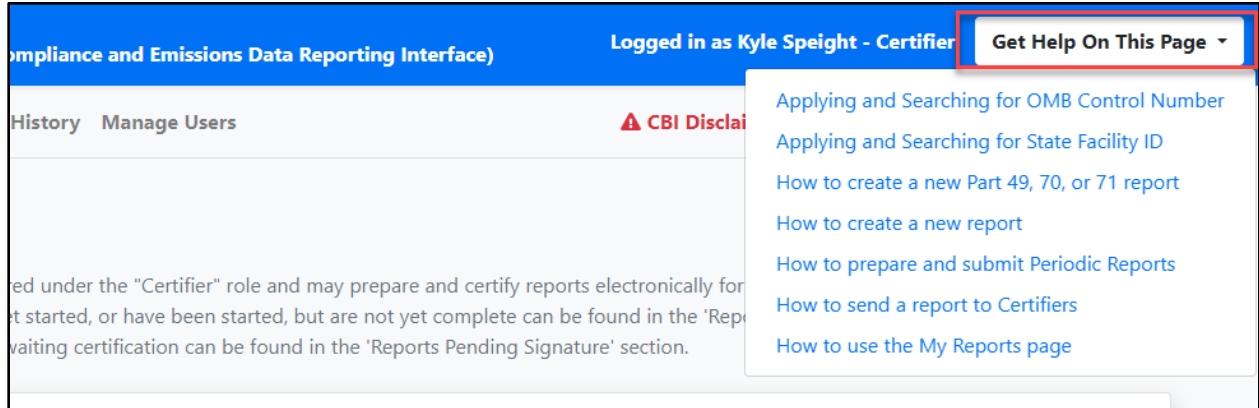 ompliance and Emissions Data Reporting Interface)
Logged in as Kyle Speight - Certifier
Get Help On This Page
History Manage Users
CBI Disclai
Applying and Searching for OMB Control Number
Applying and Searching for State Facility ID
How to create a new Part 49, 70, or 71 report
How to create a new report
How to prepare and submit Periodic Reports
How to send a report to Certifiers
How to use the My Reports page
red under the "Certifier" role and may prepare and certify reports electronically for
et started, or have been started, but are not yet complete can be found in the 'Repo
waiting certification can be found in the 'Reports Pending Signature' section.